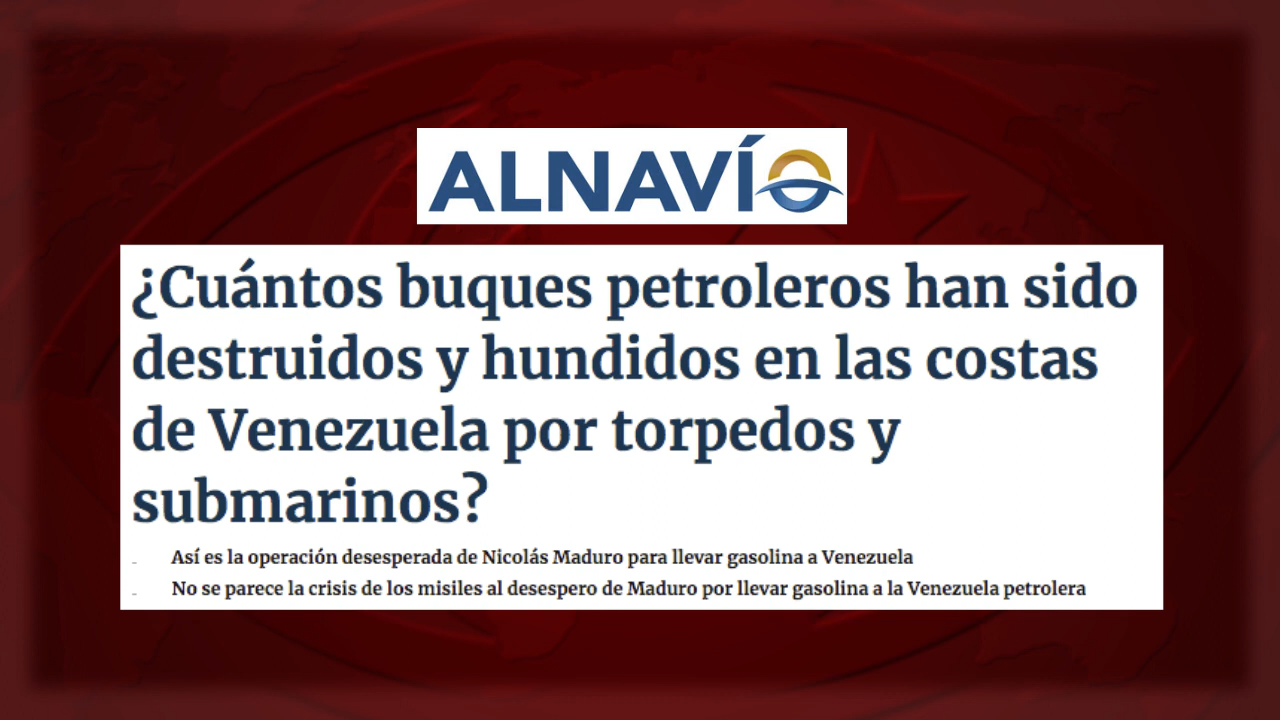 ALNAVÍO
¿Cuántos buques petroleros han sido
destruidos y hundidos en las costas
de Venezuela por torpedos y
submarinos?
- Así es la operación desesperada de Nicolás Maduro para llevar gasolina a Venezuela
- No se parece la crisis de los misiles al desespero de Maduro por llevar gasolina a la Venezuela petrolera